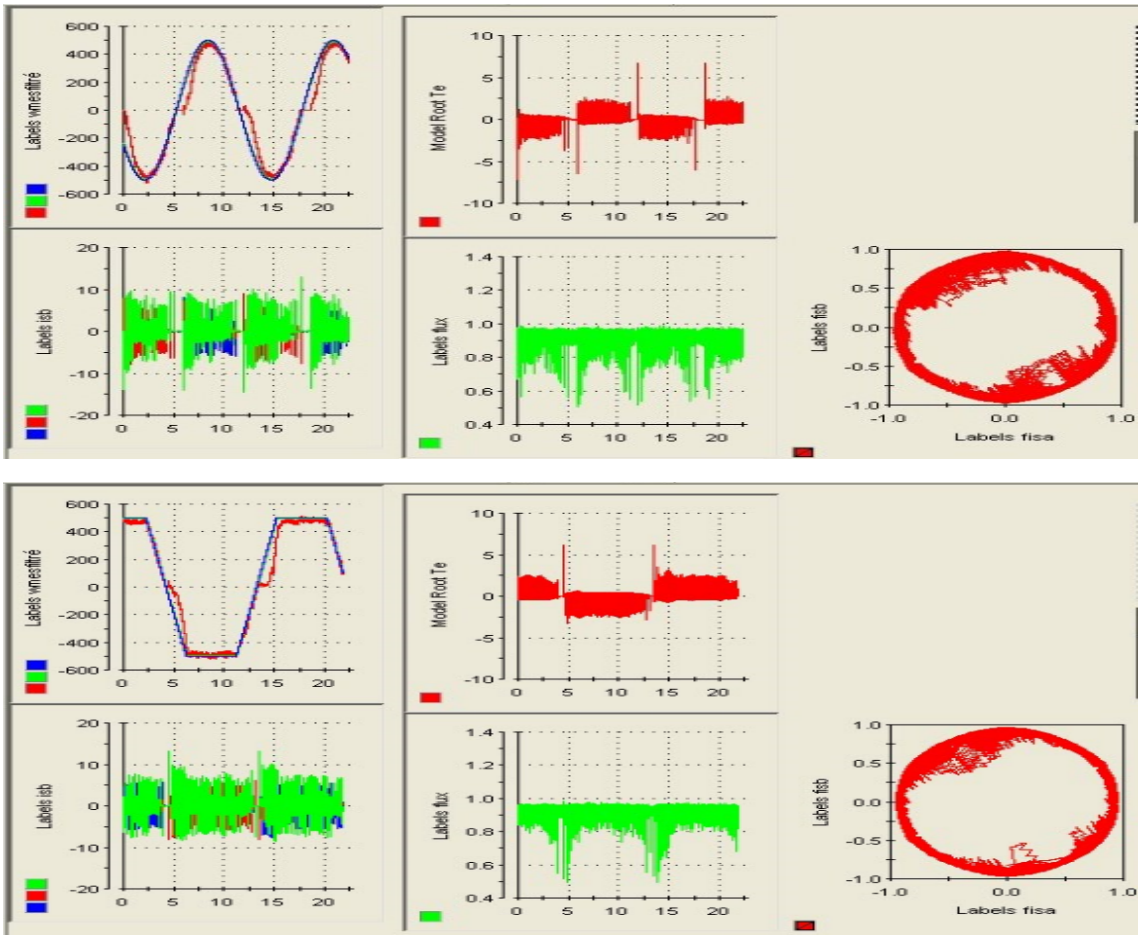 Labels wnesfitré
600
400
200
0
-200
-400
-600
0 5 10 15 20
Model Root Te
10
5
0
-5
-10
0 5 10 15 20
Labels isb
20
10
0
-10
-20
0 5 10 15 20
Labels flux
1.4
1.2
1.0
0.8
0.6
0.4
0 5 10 15 20
Labels fisb
1.0
0.5
0.0
-0.5
-1.0
-1.0 0.0 1.0
Labels fisa
Labels wnesfitré
600
400
200
0
-200
-400
-600
0 5 10 15 20
Model Root Te
10
5
0
-5
-10
0 5 10 15 20
Labels isb
20
10
0
-10
-20
0 5 10 15 20
Labels flux
1.4
1.2
1.0
0.8
0.6
0.4
0 5 10 15 20
Labels fisb
1.0
0.5
0.0
-0.5
-1.0
-1.0 0.0 1.0
Labels fisa